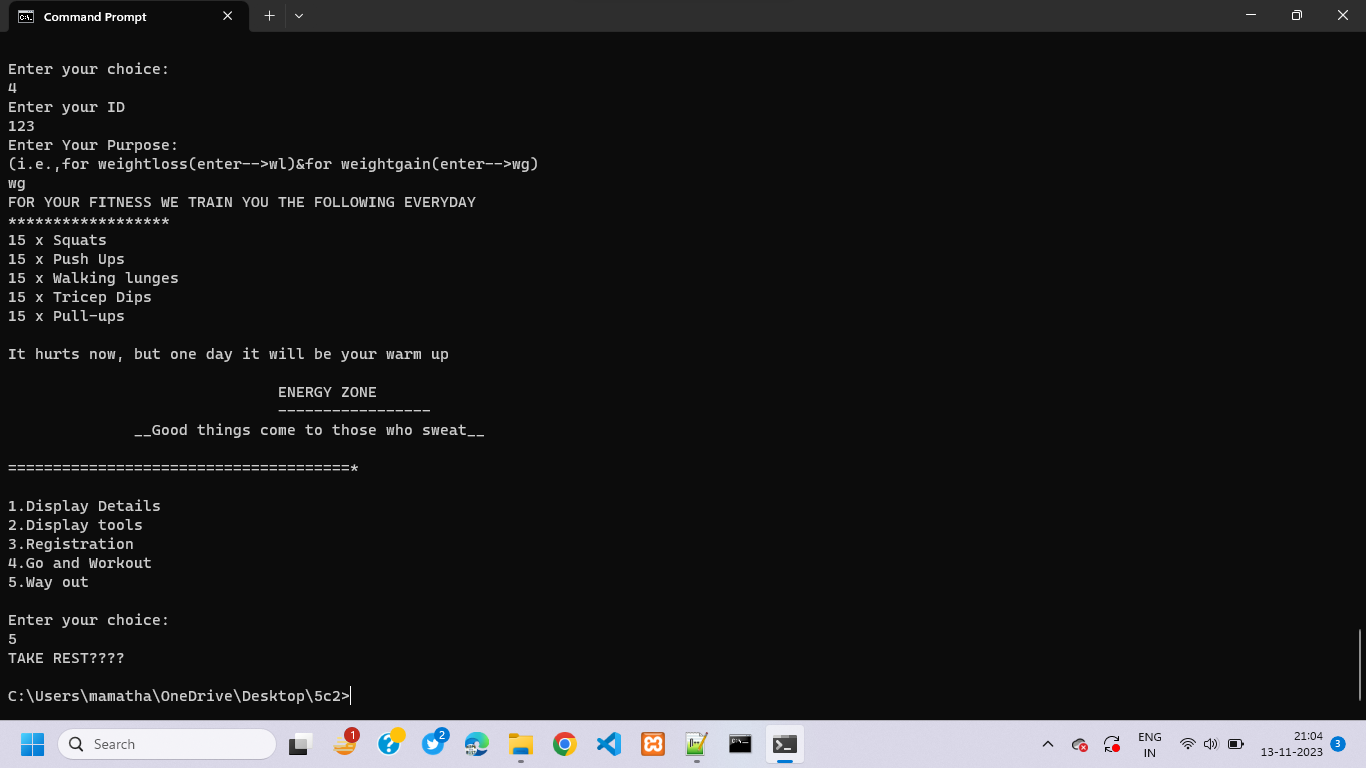 Command Prompt
Enter your choice:
4
Enter your ID
123
Enter Your Purpose:
(i.e.,for weightloss(enter-->wl)&for weightgain(enter-->wg)
wg
FOR YOUR FITNESS WE TRAIN YOU THE FOLLOWING EVERYDAY
******************
15 x Squats
15 x Push Ups
15 x Walking lunges
15 x Tricep Dips
15 x Pull-ups
It hurts now, but one day it will be your warm up
ENERGY ZONE
-----------------
__Good things come to those who sweat__
======================================*
1.Display Details
2.Display tools
3.Registration
4.Go and Workout
5.Way out
Enter your choice:
5
TAKE REST????
C:\Users\mamatha\OneDrive\Desktop\5c2>
Search
1
2
ENG
IN
21:04
13-11-2023
3